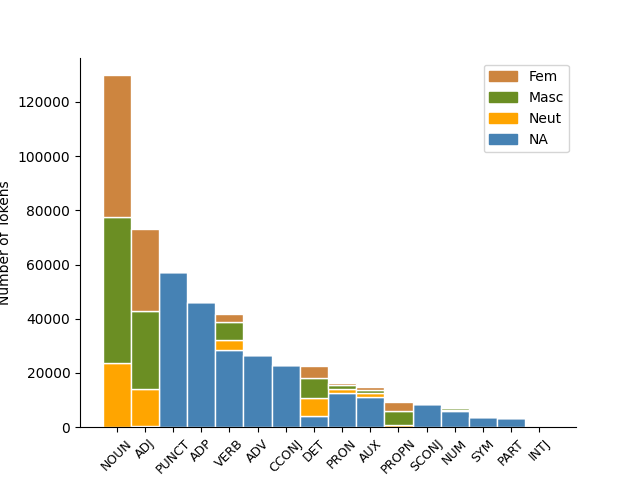 Fem
Masc
Neut
NA
Number of Tokens
120000
100000
80000
60000
40000
20000
0
NOUN
ADJ
PUNCT
ADP
VERB
ADV
CCONJ
DET
PRON
AUX
PROPN
SCONJ
NUM
SYM
PART
INTJ